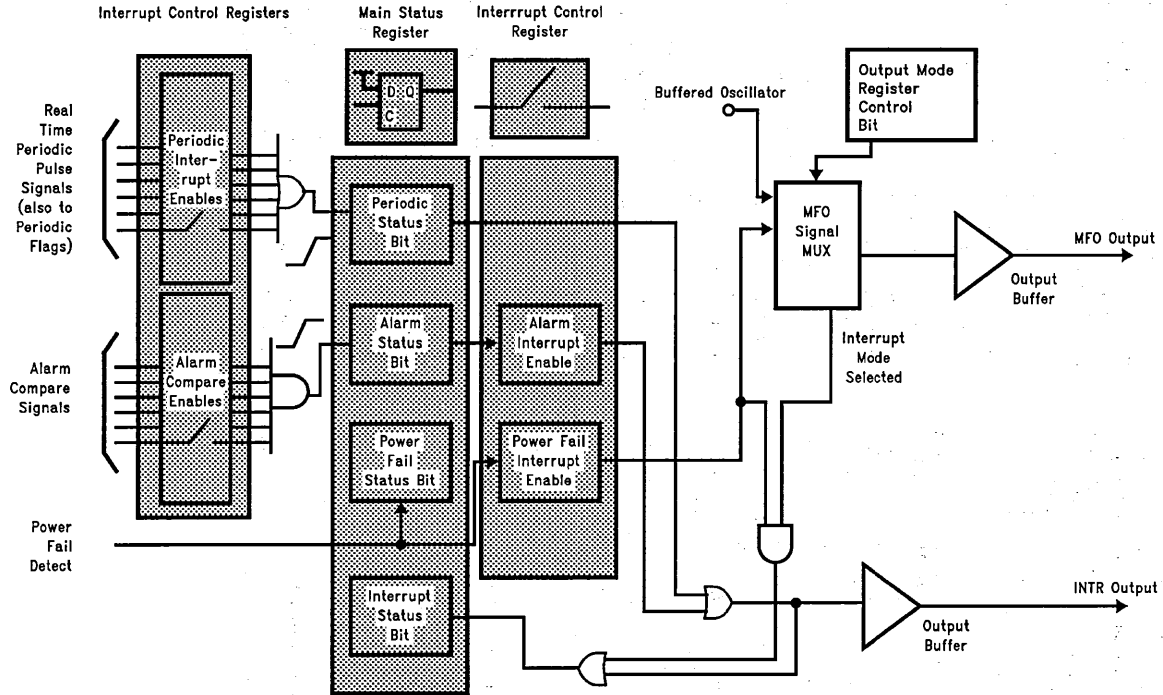 Interrupt Control Registers
Main Status
Register
Interrrupt Control
Register
D Q
C
Buffered Oscillator
Output Mode
Register
Control
Bit
Real
Time
Periodic
Pulse
Signals
(also to
Periodic
Flags)
Periodic
Inter-
rupt
Enables
Periodic
Status
Bit
MFO
Signal
MUX
MFO Output
Output
Buffer
Alarm
Compare
Signals
Alarm
Compare
Enables
Alarm
Status
Bit
Alarm
Interrupt
Enable
Interrupt
Mode
Selected
Power
Fail
Status Bit
Power Fail
Interrupt
Enable
Power
Fail
Detect
Interrupt
Status
Bit
INTR Output
Output
Buffer